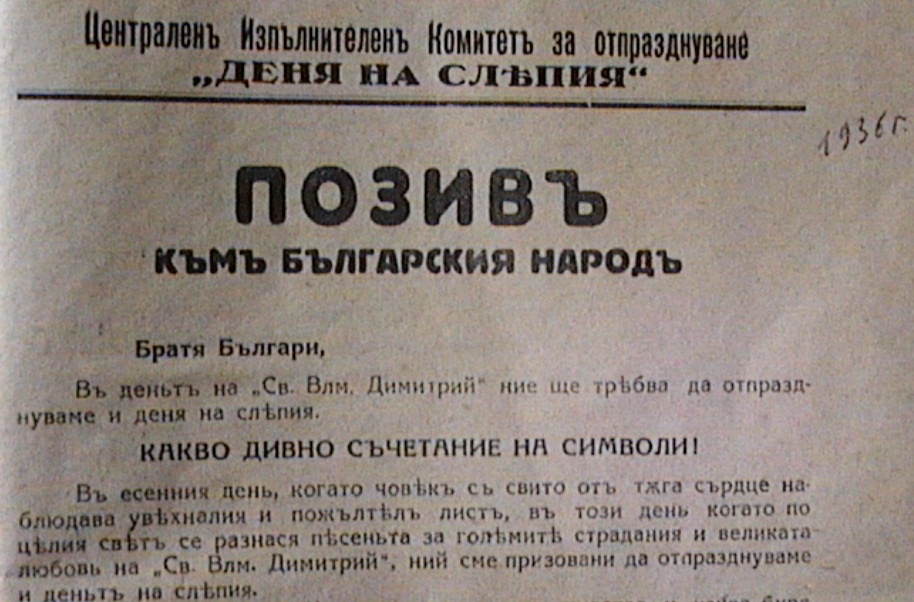 Централенъ Изпълнителенъ Комитетъ за отпразднуване
„ДЕНЯ НА СЛѢПИЯ“
1936 г.
ПОЗИВЪ
КЪМЪ БЪЛГАРСКИЯ НАРОДЪ
Братя Българи,
Въ деньтъ на „Св. Влм. Димитрий“ ние ще трѣбва да отпразд-
нуваме и деня на слѣпия.
КАКВО ДИВНО СЪЧЕТАНИЕ НА СИМВОЛИ!
Въ есенния день, когато човѣкъ съ свито отъ тѫга сърдце на-
блюдава увѣхналия и пожълтѣлъ листъ, въ този день когато по
цѣлия свѣтъ се разнася пѣсеньта за голѣмитѣ страдания и великата
любовь на „Св. Влм. Димитрий“, ний сме призовани да отпразднуваме
и деньтъ на слѣпия.